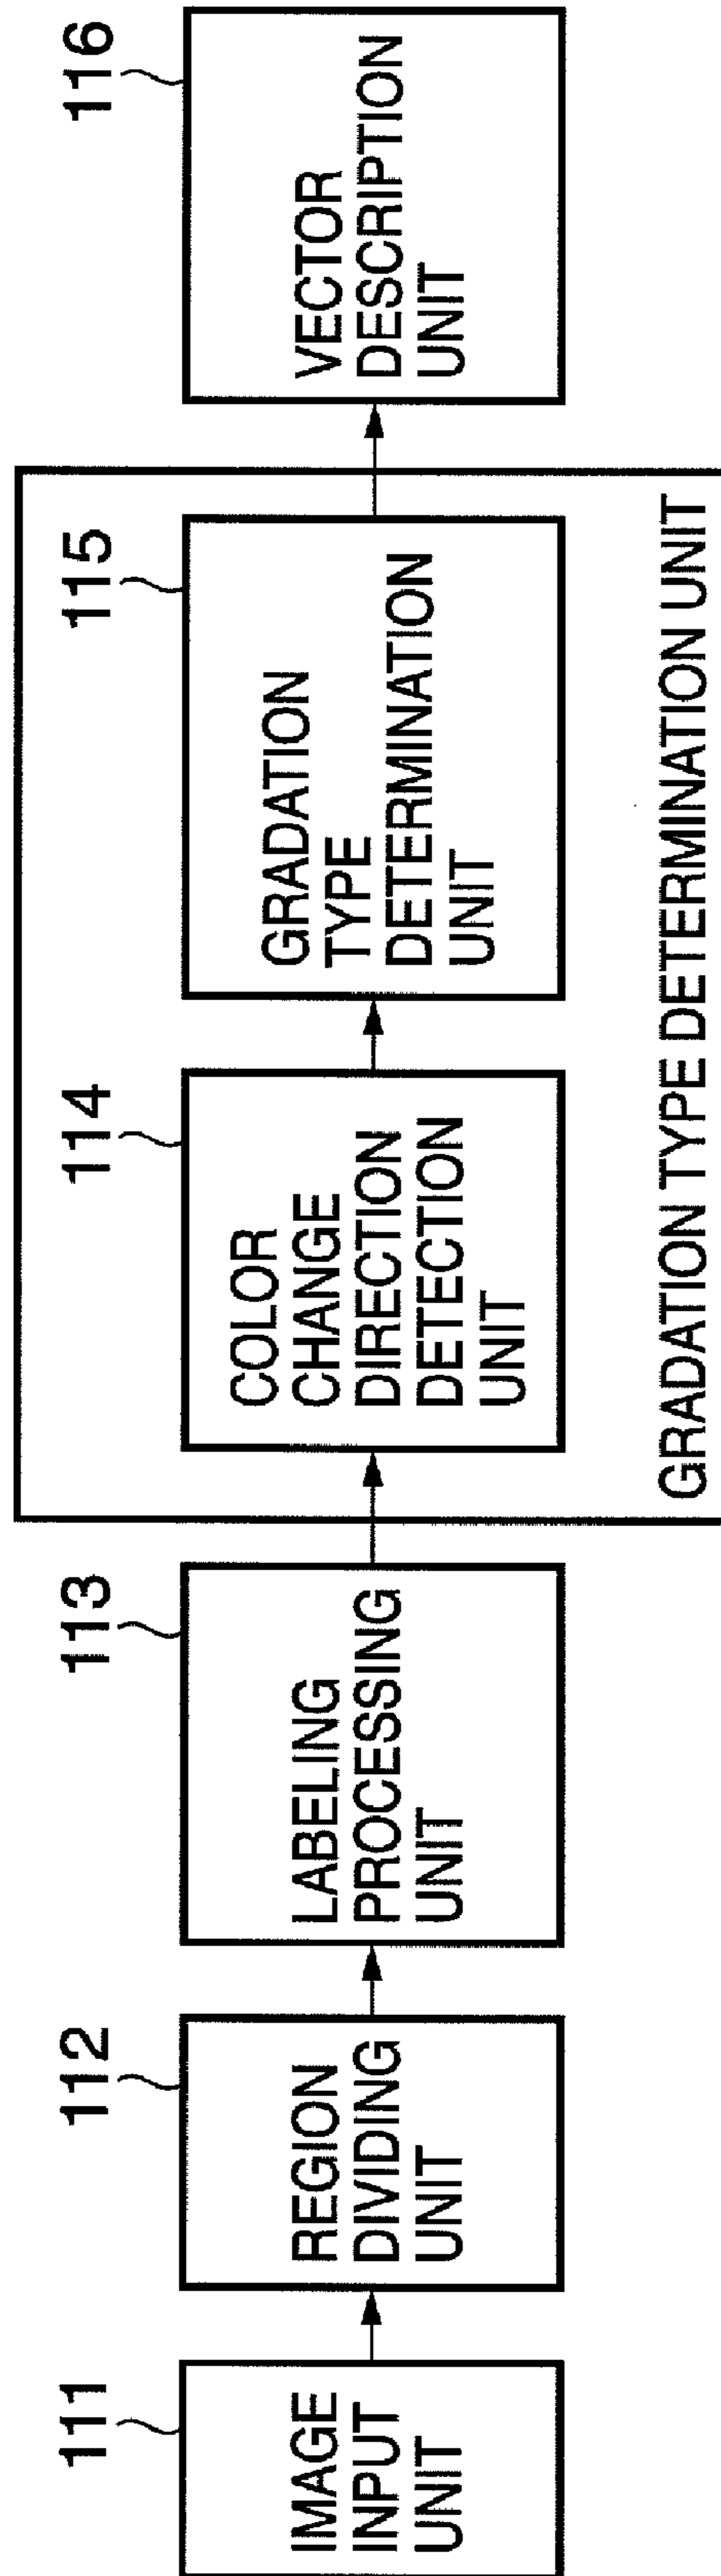 111
IMAGE
INPUT
UNIT
112
REGION
DIVIDING
UNIT
113
LABELING
PROCESSING
UNIT
114
COLOR
CHANGE
DIRECTION
DETECTION
UNIT
115
GRADATION
TYPE
DETERMINATION
UNIT
GRADATION TYPE DETERMINATION UNIT
116
VECTOR
DESCRIPTION
UNIT